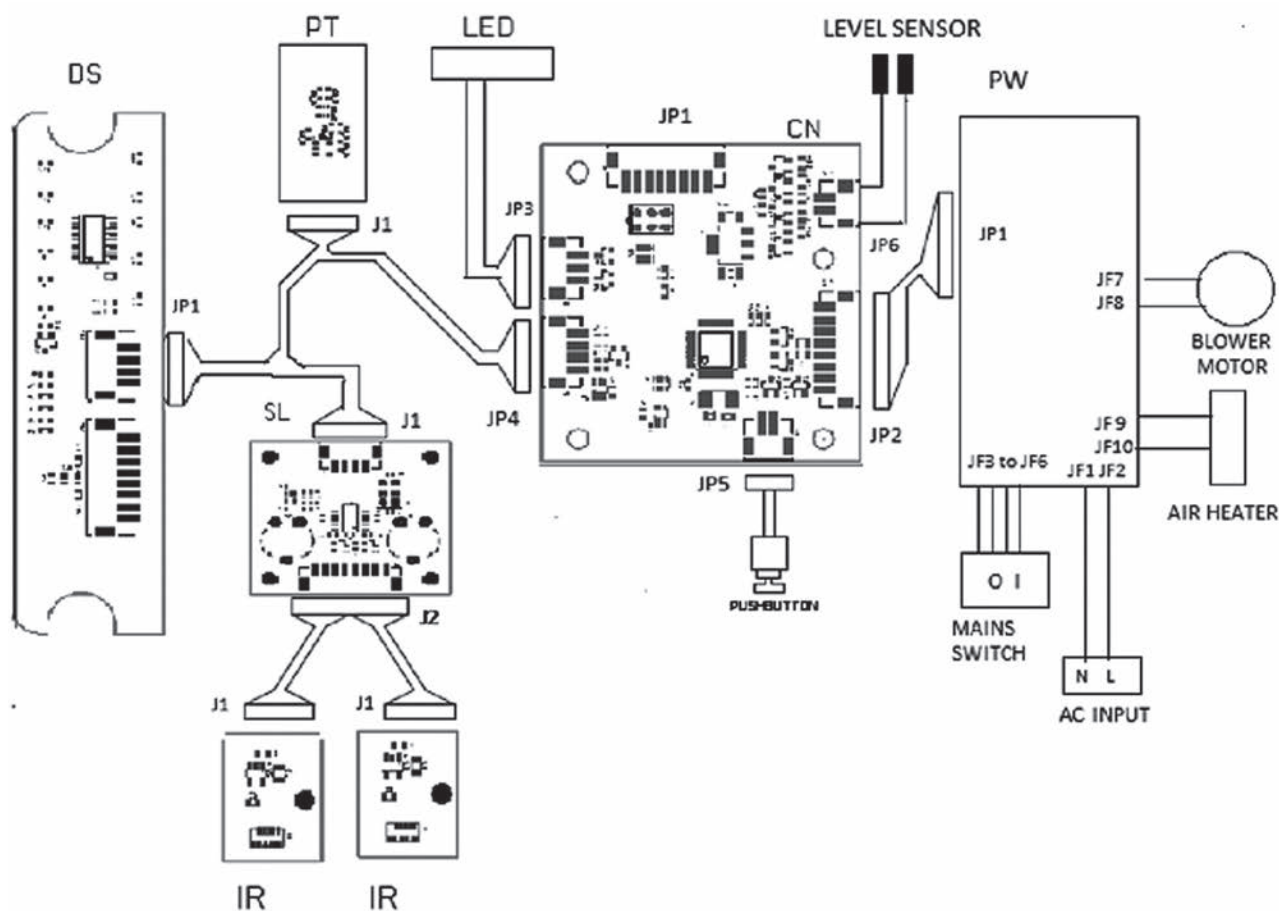 PT
LED
LEVEL SENSOR
DS
PW
JP1
CN
JP3
J1
JP6
JP1
JF7
JF8
BLOWER
MOTOR
JP1
SL
J1
JP4
JP2
JF9
JF10
JF3 to JF6
JF1 JF2
JP5
AIR HEATER
O I
PUSHBUTTON
J2
MAINS
SWITCH
N L
AC INPUT
J1
J1
IR
IR